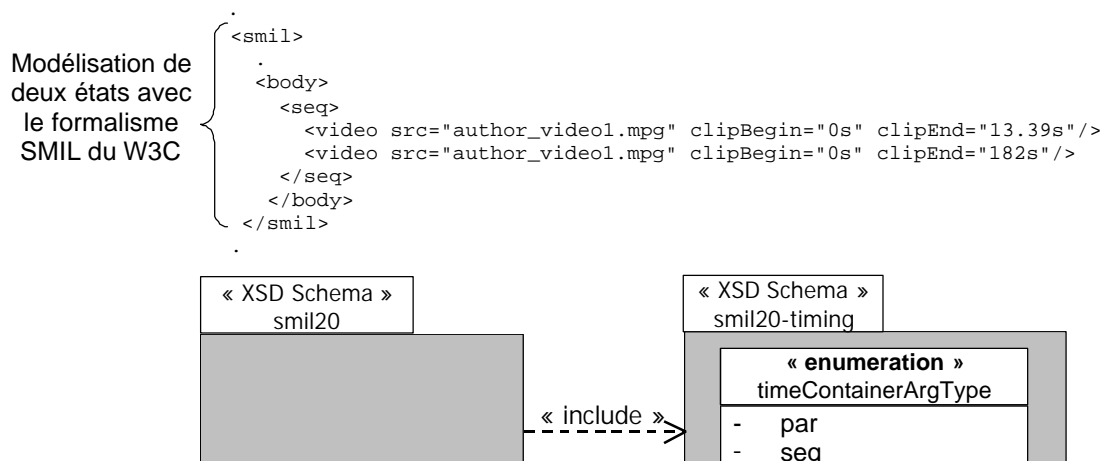 .
<smil>
Modélisation de
deux états avec
le formalisme
SMIL du W3C
.
<body>
<seq>
<video src="author_video1.mpg" clipBegin="0s" clipEnd="13.39s"/>
<video src="author_video1.mpg" clipBegin="0s" clipEnd="182s"/>
</seq>
</body>
</smil>
.
« XSD Schema »
smil20
« XSD Schema »
smil20-timing
« enumeration »
timeContainerArgType
« include »
- par
- seq